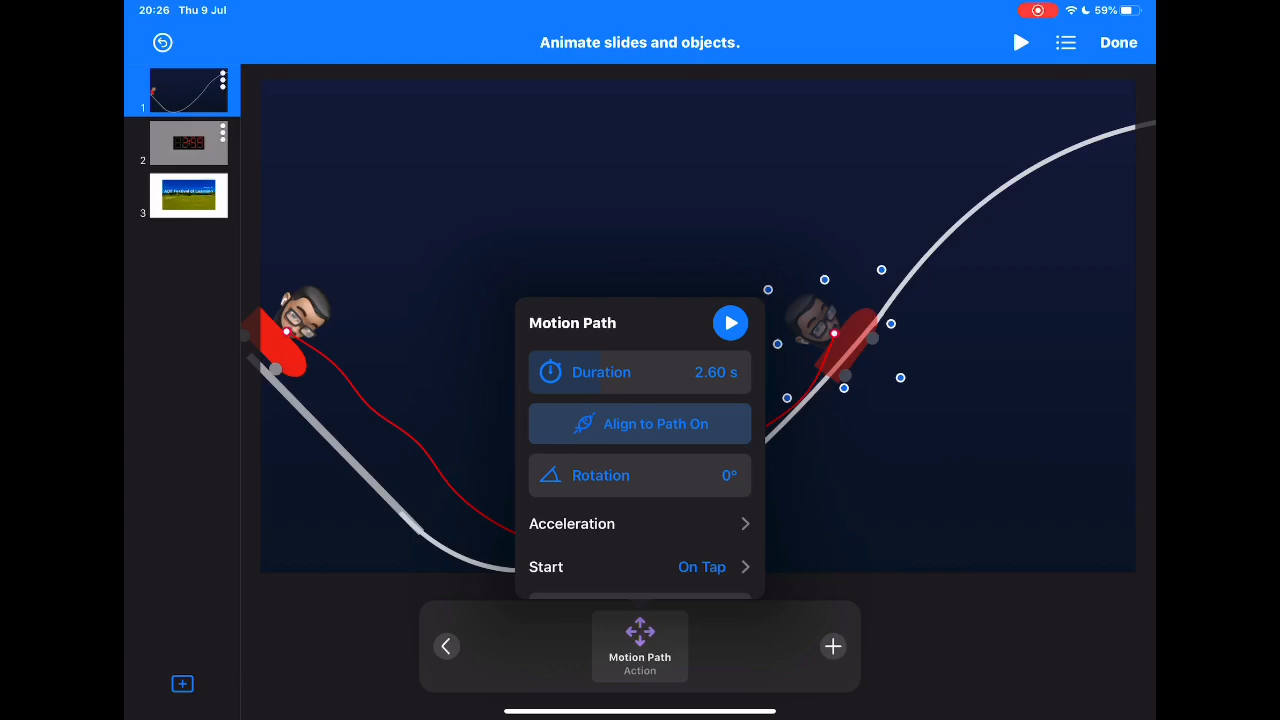 20:26 Thu 9 Jul
59%
Animate slides and objects.
Done
1
2
3
Motion Path
Duration 2.60 s
Align to Path On
Rotation 0°
Acceleration
Start On Tap
Motion Path
Action